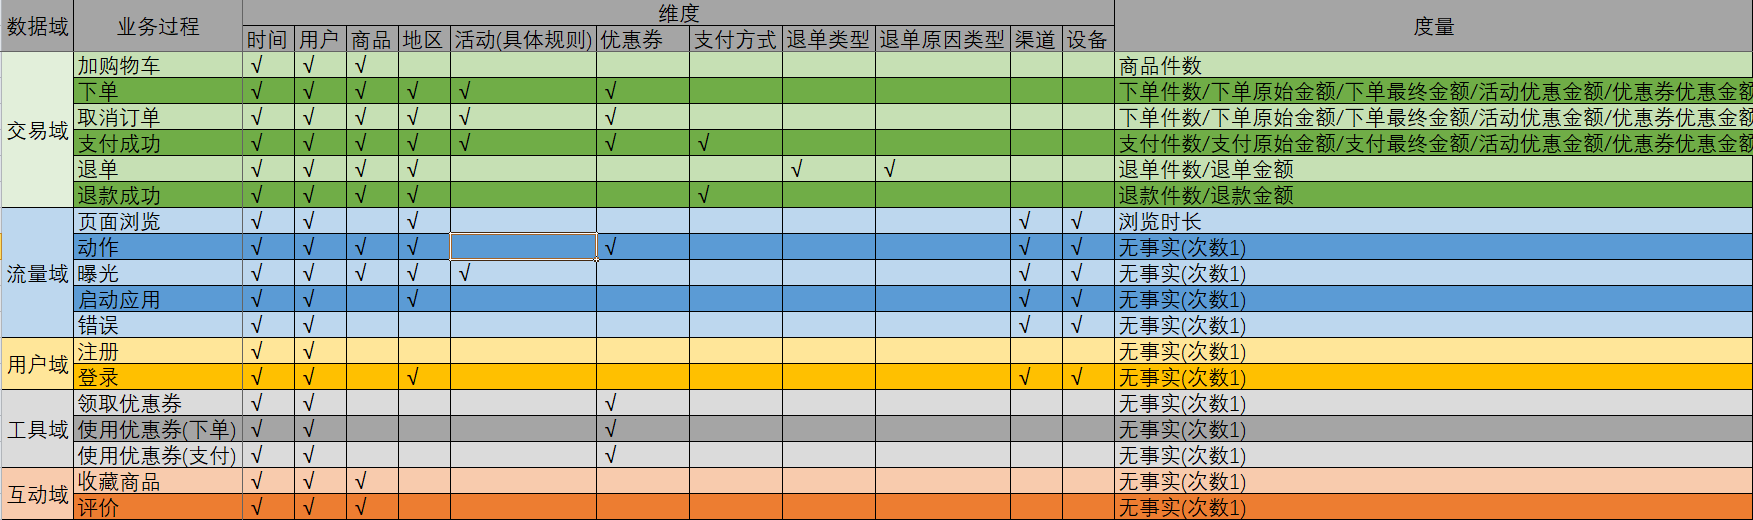 数据域 业务过程 维度 度量
时间 用户 商品 地区 活动(具体规则) 优惠券 支付方式 退单类型 退单原因类型 渠道 设备
交易域
加购物车 √ √ √ 商品件数
下单 √ √ √ √ √ √ 下单件数/下单原始金额/下单最终金额/活动优惠金额/优惠券优惠金额
取消订单 √ √ √ √ √ √ 下单件数/下单原始金额/下单最终金额/活动优惠金额/优惠券优惠金额
支付成功 √ √ √ √ √ √ √ 支付件数/支付原始金额/支付最终金额/活动优惠金额/优惠券优惠金额
退单 √ √ √ √ √ √ 退单件数/退单金额
退款成功 √ √ √ √ √ 退款件数/退款金额
流量域
页面浏览 √ √ √ √ √ 浏览时长
动作 √ √ √ √ √ √ √ 无事实(次数1)
曝光 √ √ √ √ √ √ √ 无事实(次数1)
启动应用 √ √ √ √ √ 无事实(次数1)
错误 √ √ √ √ 无事实(次数1)
用户域
注册 √ √ 无事实(次数1)
登录 √ √ √ √ √ 无事实(次数1)
工具域
领取优惠券 √ √ √ 无事实(次数1)
使用优惠券(下单) √ √ √ 无事实(次数1)
使用优惠券(支付) √ √ √ 无事实(次数1)
互动域
收藏商品 √ √ √ 无事实(次数1)
评价 √ √ √ 无事实(次数1)